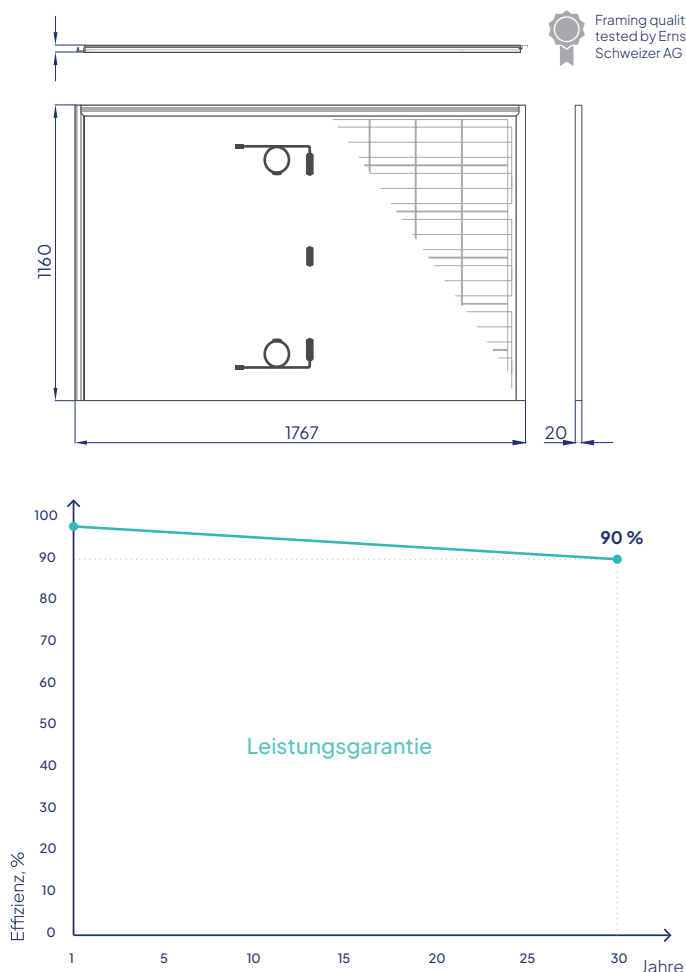 Framing qualit
tested by Erns
Schweizer AG
1160
1767
20
100
90 %
90
80
70
60
50
Leistungsgarantie
40
30
20
10
0
Effizienz, %
1 5 10 15 20 25 30
Jahre